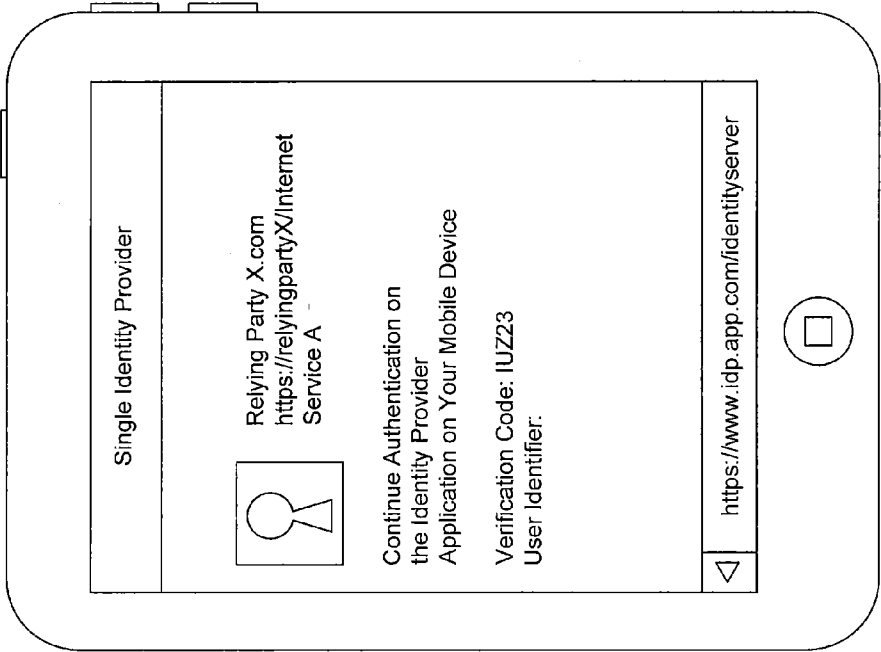 Single Identity Provider
Relying Party X.com
https://relyingpartyX/Internet
Service A
Continue Authentication on
the Identity Provider
Application on Your Mobile Device
Verification Code: IUZ23
User Identifier:
https://www.idp.app.com/identityserver